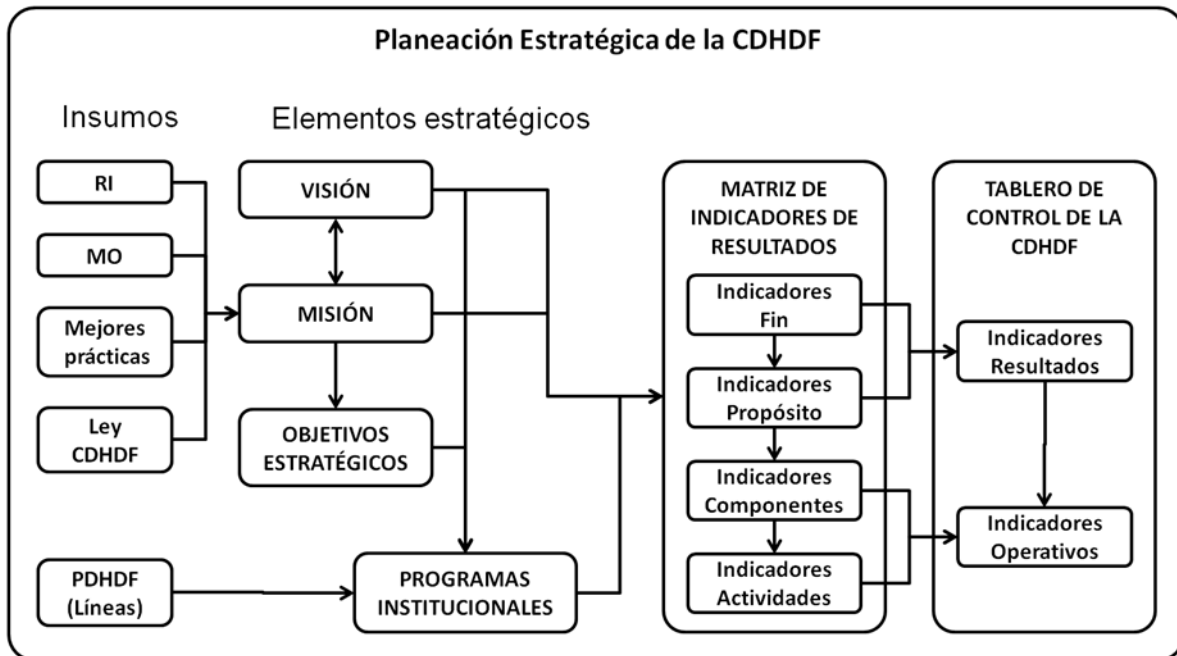 Planeación Estratégica de la CDHDF
Insumos
Elementos estratégicos
RI
MO
Mejores
prácticas
Ley
CDHDF
PDHDF
(Líneas)
VISIÓN
MISIÓN
OBJETIVOS
ESTRATÉGICOS
PROGRAMAS
INSTITUCIONALES
MATRIZ DE
INDICADORES DE
RESULTADOS
Indicadores
Fin
Indicadores
Propósito
Indicadores
Componentes
Indicadores
Actividades
TABLERO DE
CONTROL DE LA
CDHDF
Indicadores
Resultados
Indicadores
Operativos